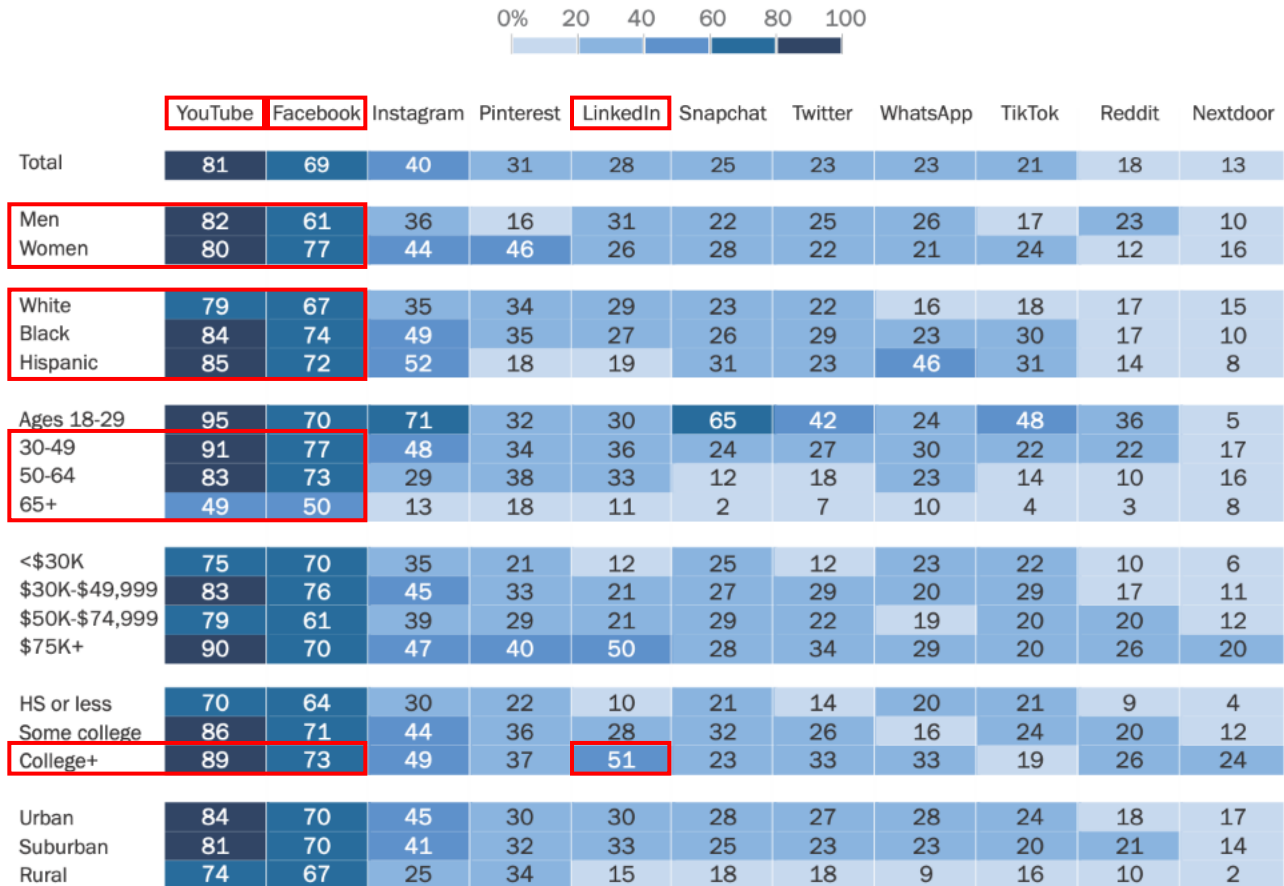 0% 20 40 60 80 100
YouTube Facebook Instagram Pinterest LinkedIn Snapchat Twitter WhatsApp TikTok Reddit Nextdoor
Total 81 69 40 31 28 25 23 23 21 18 13
Men 82 61 36 16 31 22 25 26 17 23 10
Women 80 77 44 46 26 28 22 21 24 12 16
White 79 67 35 34 29 23 22 16 18 17 15
Black 84 74 49 35 27 26 29 23 30 17 10
Hispanic 85 72 52 18 19 31 23 46 31 14 8
Ages 18-29 95 70 71 32 30 65 42 24 48 36 5
30-49 91 77 48 34 36 24 27 30 22 22 17
50-64 83 73 29 38 33 12 18 23 14 10 16
65+ 49 50 13 18 11 2 7 10 4 3 8
<$30K 75 70 35 21 12 25 12 23 22 10 6
$30K-$49,999 83 76 45 33 21 27 29 20 29 17 11
$50K-$74,999 79 61 39 29 21 29 22 19 20 20 12
$75K+ 90 70 47 40 50 28 34 29 20 26 20
HS or less 70 64 30 22 10 21 14 20 21 9 4
Some college 86 71 44 36 28 32 26 16 24 20 12
College+ 89 73 49 37 51 23 33 33 19 26 24
Urban 84 70 45 30 30 28 27 28 24 18 17
Suburban 81 70 41 32 33 25 23 23 20 21 14
Rural 74 67 25 34 15 18 18 9 16 10 2